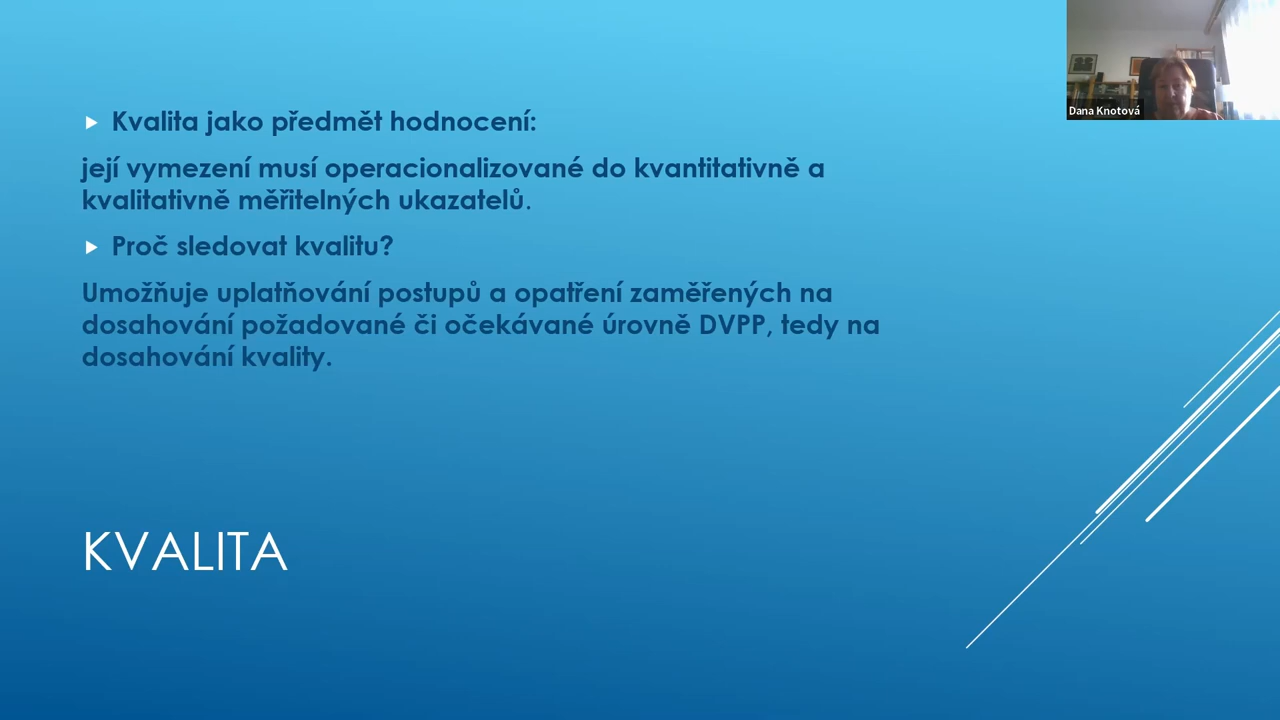 Kvalita jako předmět hodnocení:
její vymezení musí operacionalizované do kvantitativně a
kvalitativně měřitelných ukazatelů.
Proč sledovat kvalitu?
Umožňuje uplatňování postupů a opatření zaměřených na
dosahování požadované či očekávané úrovně DVPP, tedy na
dosahování kvality.
KVALITA
Dana Knotová